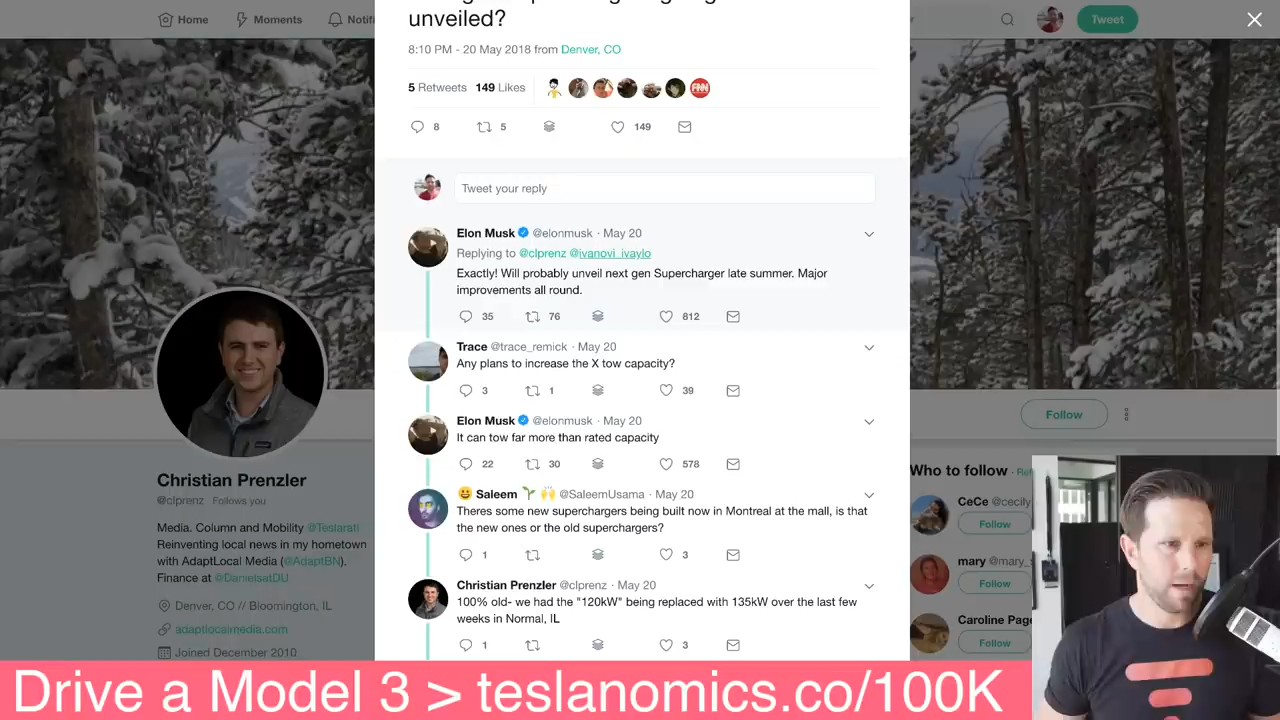 Home
Moments
Tweet
unveiled?
8:10 PM - 20 May 2018 from Denver, CO
5 Retweets 149 Likes
8 5 149
Tweet your reply
Elon Musk @elonmusk · May 20
Replying to @clprenz @ivanovi_ivaylo
Exactly! Will probably unveil next gen Supercharger late summer. Major
improvements all round.
35 76 812
Trace @trace_remick · May 20
Any plans to increase the X tow capacity?
3 1 39
Elon Musk @elonmusk · May 20
It can tow far more than rated capacity
22 30 578
Saleem @SaleemUsama · May 20
Theres some new superchargers being built now in Montreal at the mall, is that
the new ones or the old superchargers?
1 3
Christian Prenzler @clprenz · May 20
100% old- we had the "120kW" being replaced with 135kW over the last few
weeks in Normal, IL
1 3
Christian Prenzler
@clprenz Follows you
Media. Column and Mobility @Teslarati
Reinventing local news in my hometown
with AdaptLocal Media (@AdaptBN).
Finance at @DanielsatDU
Denver, CO // Bloomington, IL
adaptlocalmedia.com
Joined December 2010
Follow
Who to follow
CeCe @cecily
Follow
mary @mary_
Follow
Caroline Page
Follow
Drive a Model 3 > teslanomics.co/100K